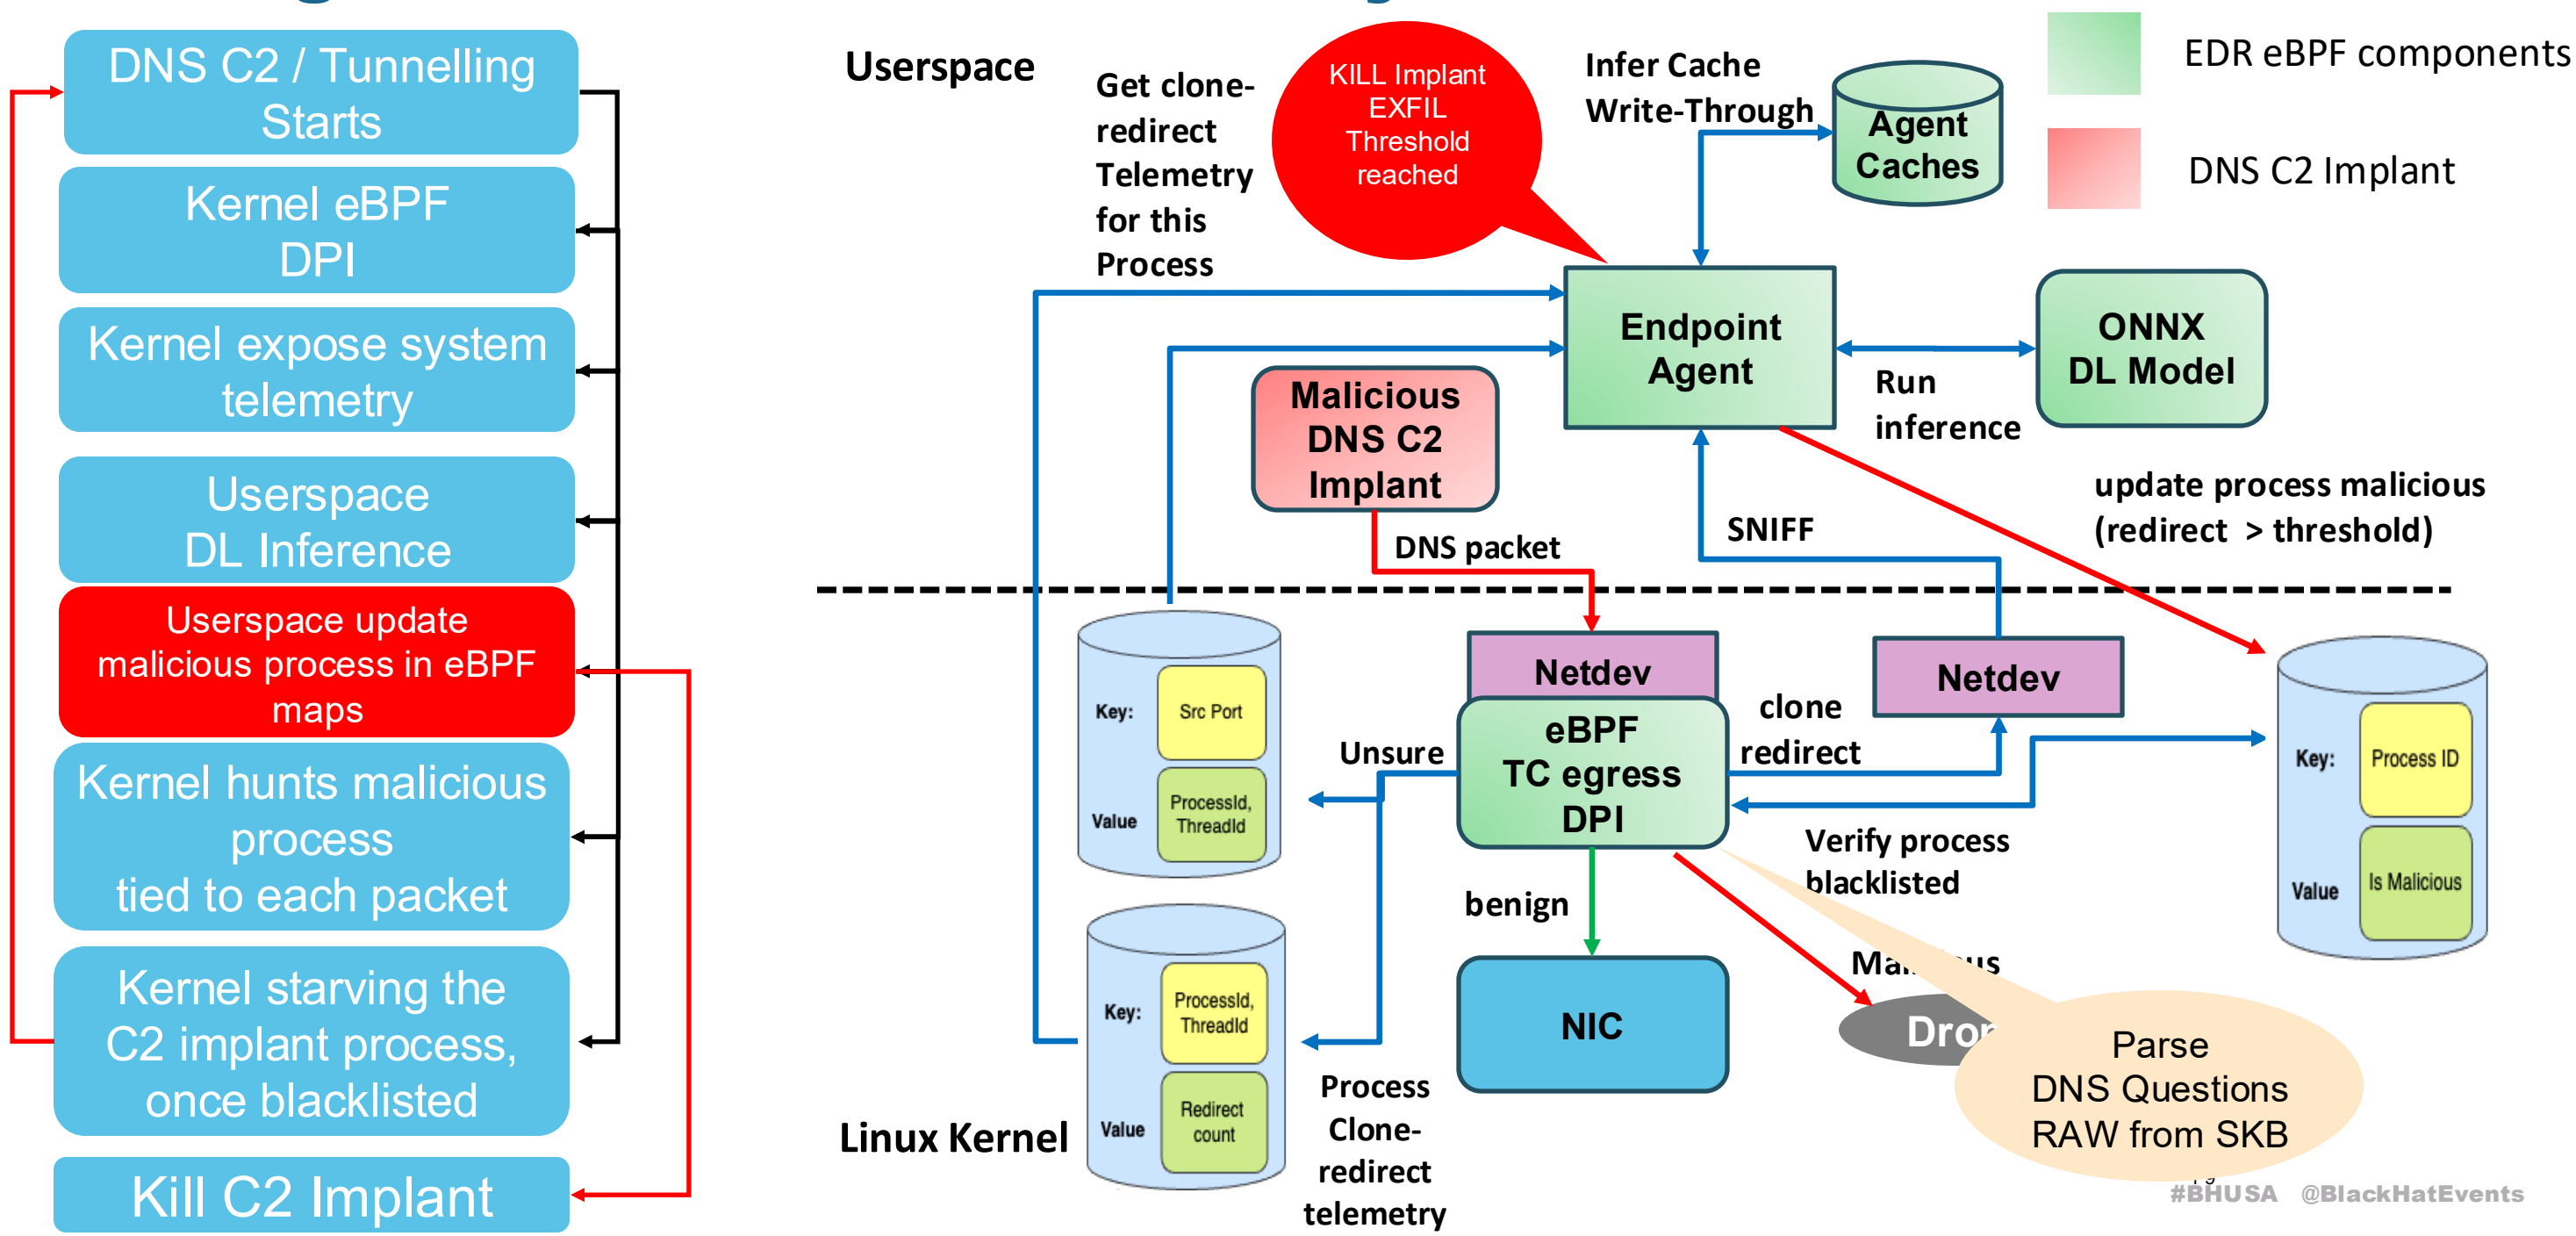 DNS C2 / Tunnelling
Starts
Kernel eBPF
DPI
Kernel expose system
telemetry
Userspace
DL Inference
Userspace update
malicious process in eBPF
maps
Kernel hunts malicious
process
tied to each packet
Kernel starving the
C2 implant process,
once blacklisted
Kill C2 Implant
Userspace
Get clone-
redirect
Telemetry
for this
Process
KILL Implant
EXFIL
Threshold
reached
Infer Cache
Write-Through
Agent
Caches
EDR eBPF components
DNS C2 Implant
Endpoint
Agent
ONNX
DL Model
Run
inference
Malicious
DNS C2
Implant
DNS packet
SNIFF
update process malicious
(redirect > threshold)
Key:
Src Port
Value
ProcessId,
ThreadId
Netdev
eBPF
TC egress
DPI
Unsure
clone
redirect
Netdev
Key:
Process ID
Value
Is Malicious
Verify process
blacklisted
benign
NIC
Key:
ProcessId,
ThreadId
Value
Redirect
count
Process
Clone-
redirect
telemetry
Linux Kernel
Parse
DNS Questions
RAW from SKB
#BHUSA @BlackHatEvents